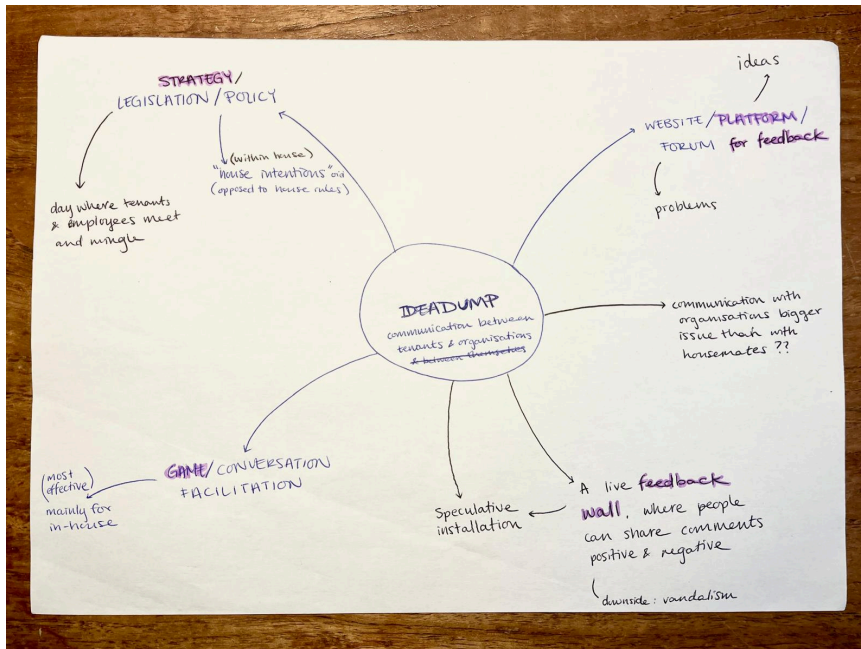 STRATEGY/
LEGISLATION/POLICY
(within house)
"house intentions"
(opposed to house rules)
day where tenants
& employees meet
and mingle
ideas
WEBSITE/PLATFORM/
FORUM for feedback
problems
IDEADUMP
communication between
tenants & organisations
& between themselves
communication with
organisations bigger
issue than with
housemates ??
GAME/CONVERSATION
FACILITATION
(most
effective)
mainly for
in-house
Speculative
installation
A live feedback
wall, where people
can share comments
positive & negative
downside: vandalism